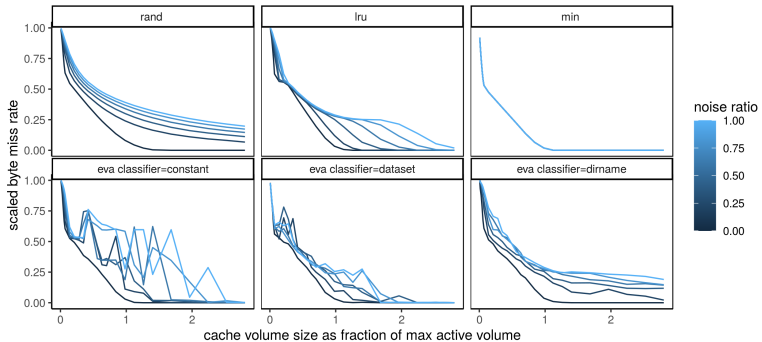 rand
lru
min
1.00
0.75
0.50
0.25
0.00
eva classifier=constant
eva classifier=dataset
eva classifier=dirname
1.00
0.75
0.50
0.25
0.00
0
1
2
0
1
2
0
1
2
scaled byte miss rate
cache volume size as fraction of max active volume
noise ratio
1.00
0.75
0.50
0.25
0.00